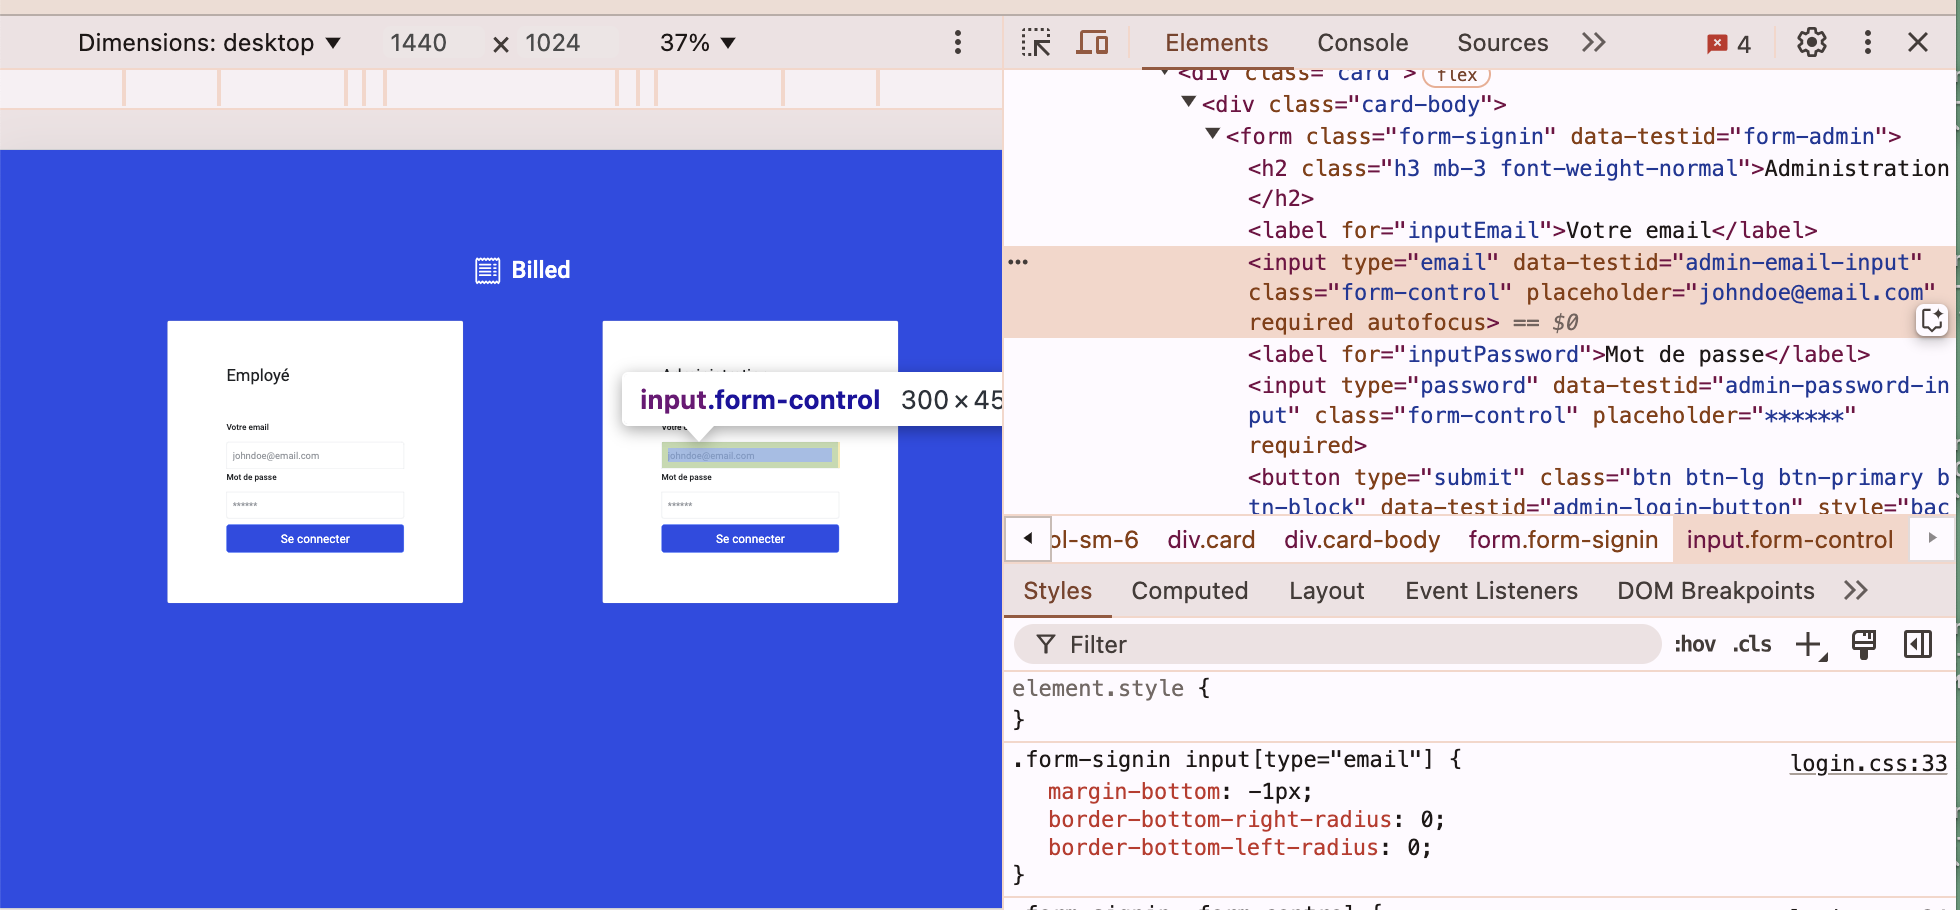 Dimensions: desktop ▼ 1440 × 1024 37% ▼
Billed
Employé
Votre email
johndoe@email.com
Mot de passe
******
Se connecter
input.form-control 300 × 45
johndoe@email.com
Mot de passe
******
Se connecter
Elements Console Sources 4
<div class="card"> flex
<div class="card-body">
<form class="form-signin" data-testid="form-admin">
<h2 class="h3 mb-3 font-weight-normal">Administration
</h2>
<label for="inputEmail">Votre email</label>
<input type="email" data-testid="admin-email-input"
class="form-control" placeholder="johndoe@email.com"
required autofocus> == $0
<label for="inputPassword">Mot de passe</label>
<input type="password" data-testid="admin-password-in
put" class="form-control" placeholder="******"
required>
<button type="submit" class="btn btn-lg btn-primary b
tn-block" data-testid="admin-login-button" style="bac
ol-sm-6 div.card div.card-body form.form-signin input.form-control
Styles Computed Layout Event Listeners DOM Breakpoints
Filter :hov .cls
element.style {
}
.form-signin input[type="email"] { login.css:33
margin-bottom: -1px;
border-bottom-right-radius: 0;
border-bottom-left-radius: 0;
}